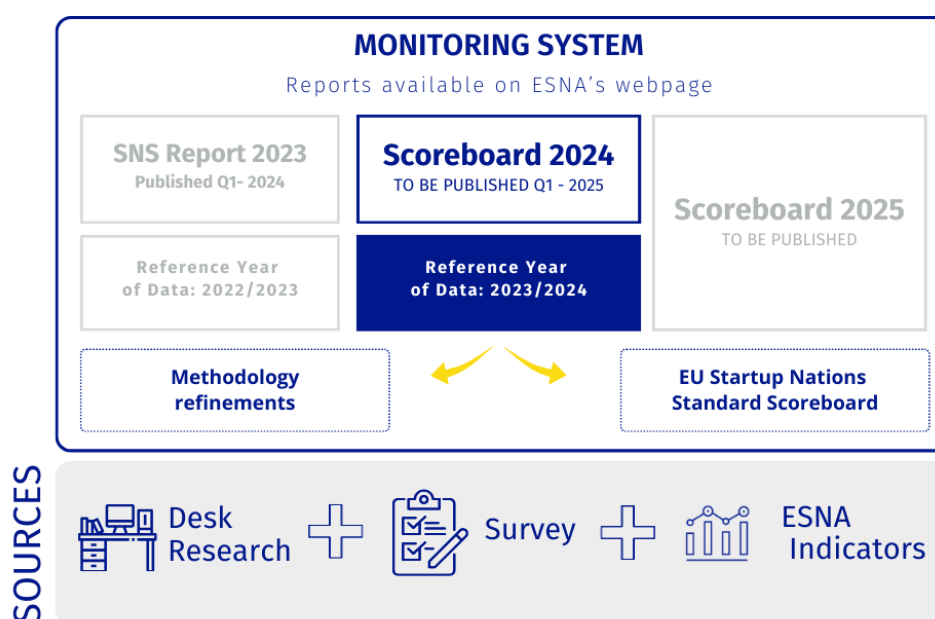 MONITORING SYSTEM
Reports available on ESNA's webpage
SNS Report 2023
Published Q1- 2024
Reference Year
of Data: 2022/2023
Scoreboard 2024
TO BE PUBLISHED Q1 - 2025
Reference Year
of Data: 2023/2024
Scoreboard 2025
TO BE PUBLISHED
Methodology
refinements
EU Startup Nations
Standard Scoreboard
SOURCES
Desk
Research
Survey
ESNA
Indicators